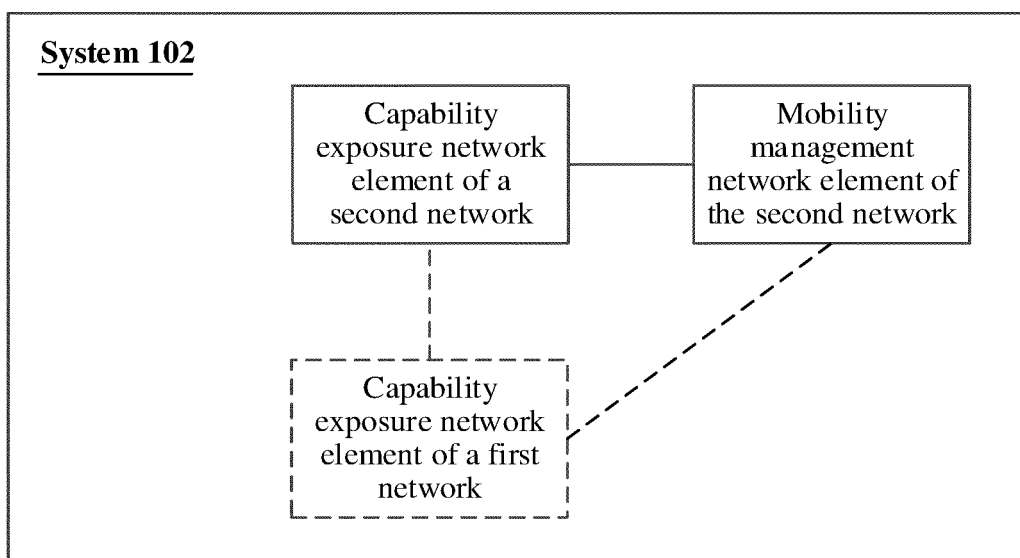 System 102
Capability
exposure network
element of a
second network
Mobility
management
network element of
the second network
Capability
exposure network
element of a first
network